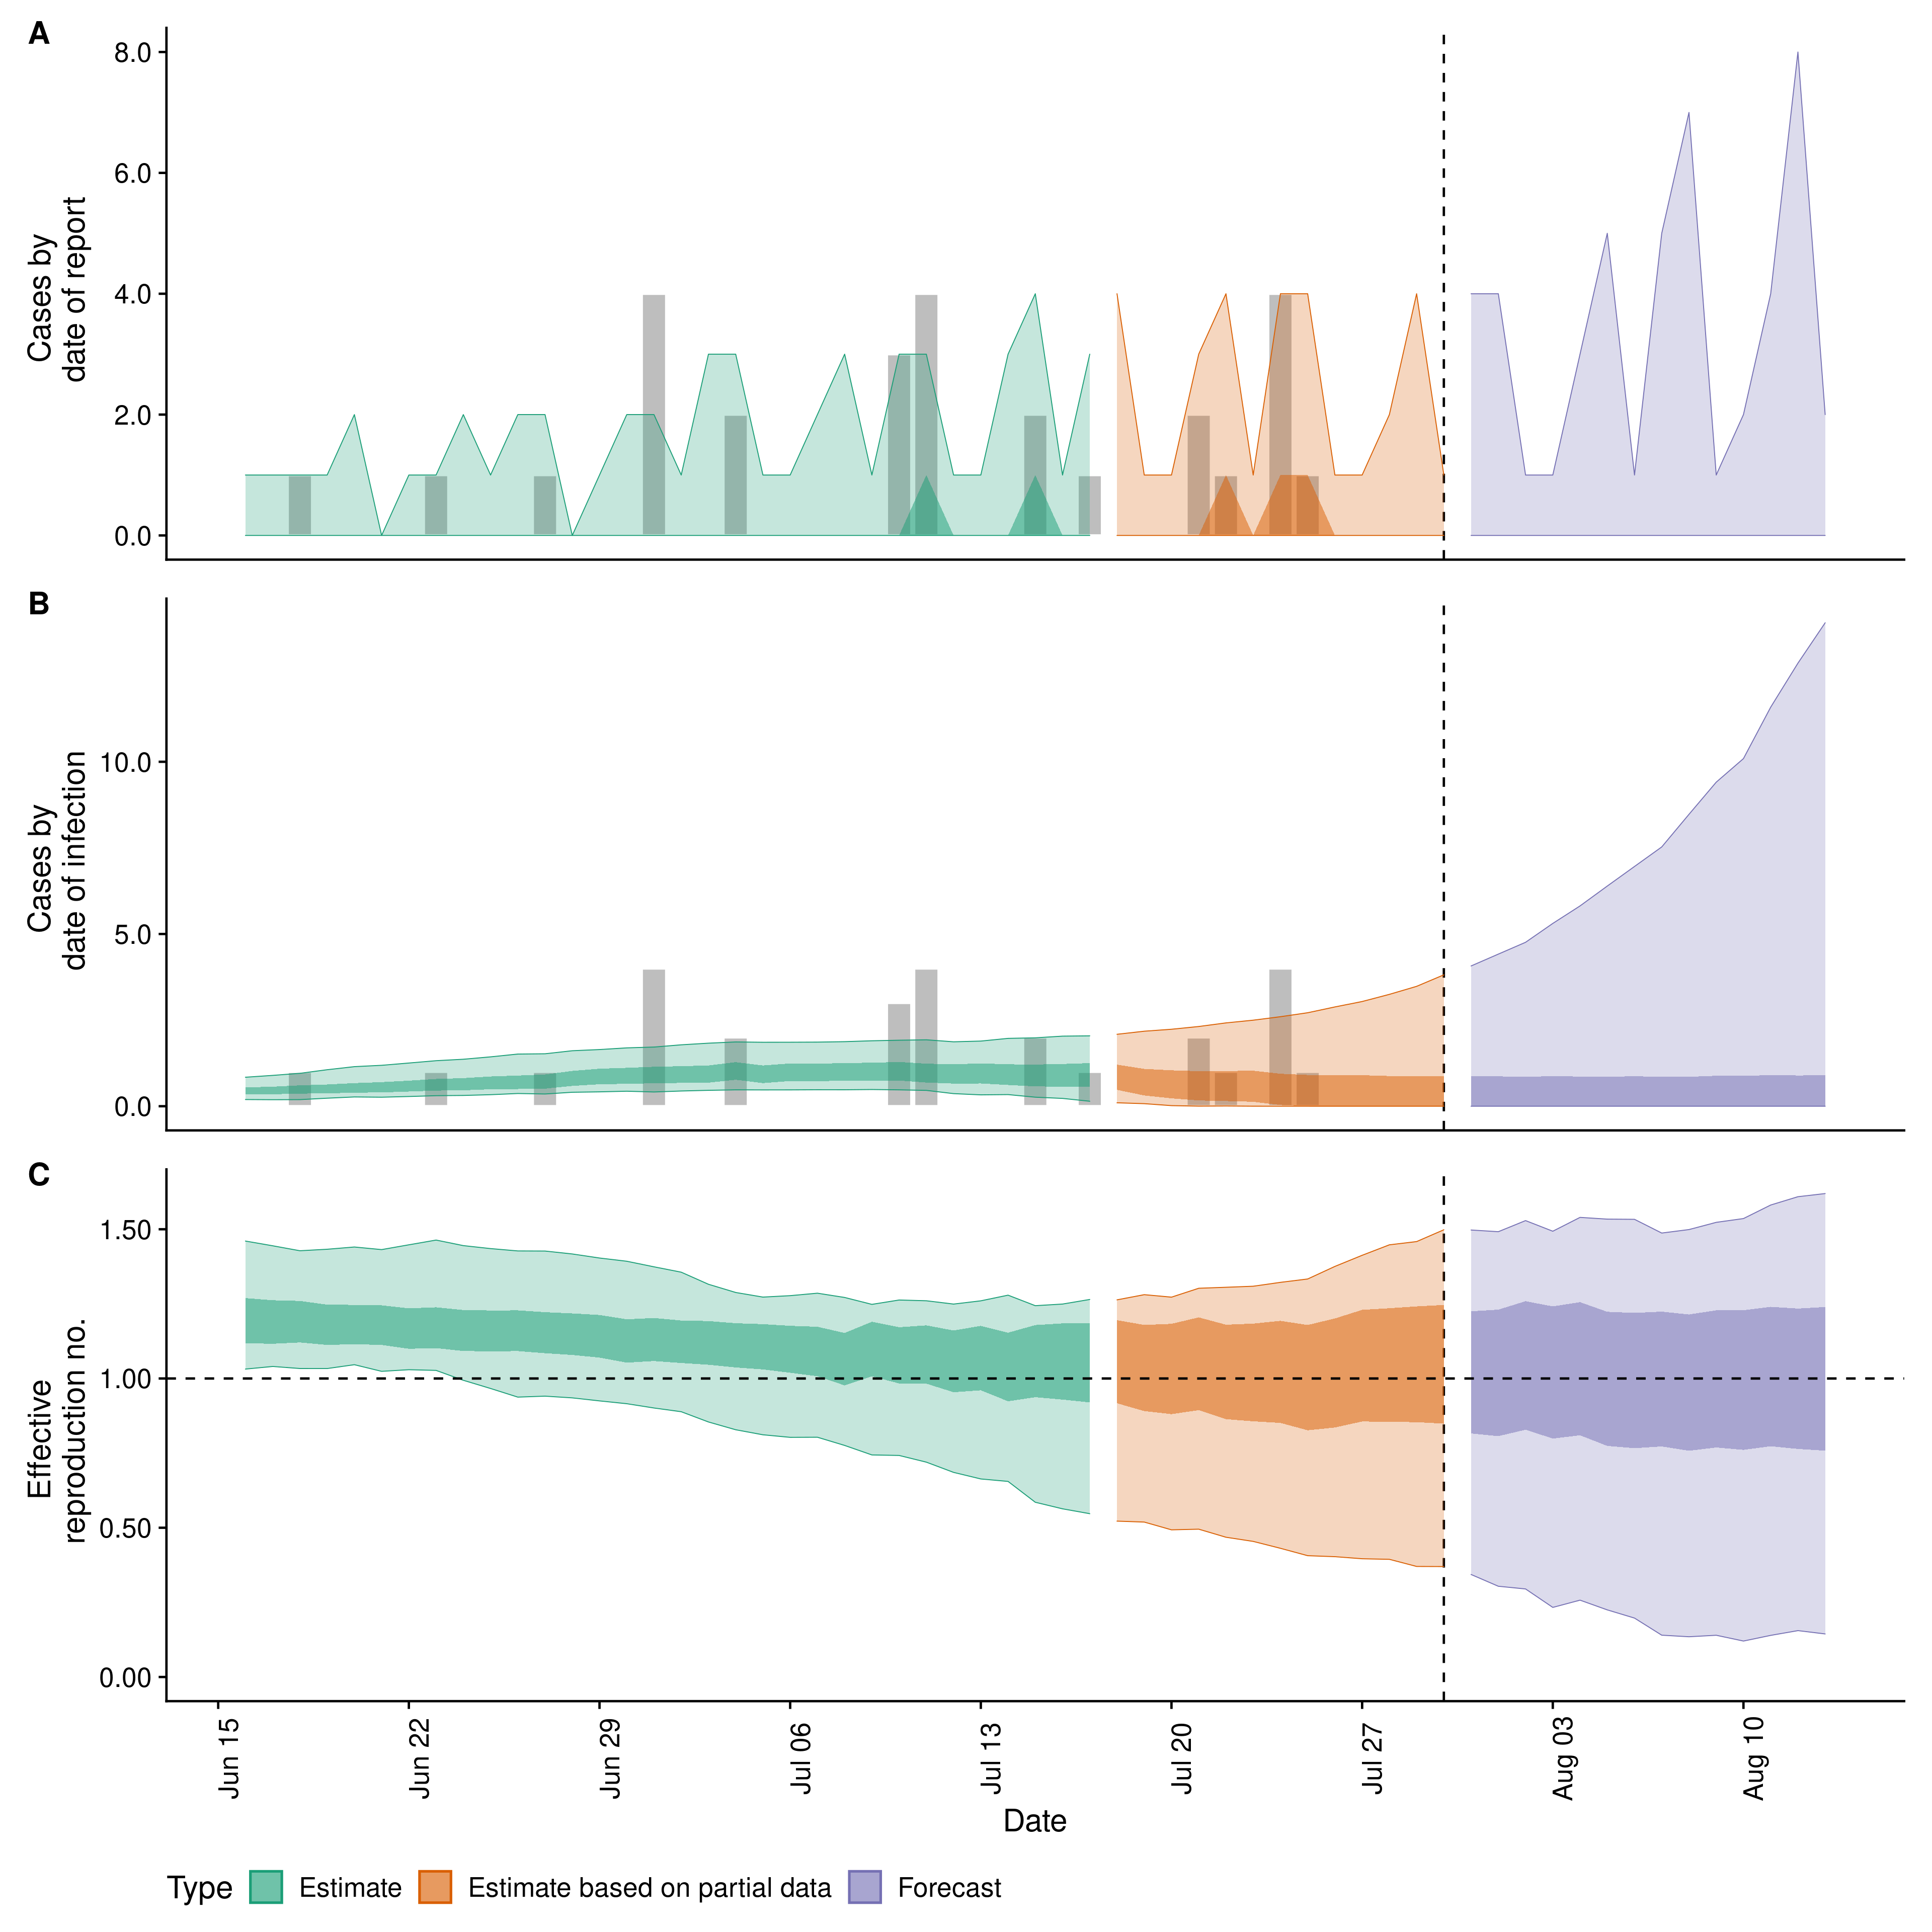 A
8.0
6.0
4.0
2.0
0.0
Cases by
date of report
B
10.0
5.0
0.0
Cases by
date of infection
C
1.50
1.00
0.50
0.00
Effective
reproduction no.
Jun 15
Jun 22
Jun 29
Jul 06
Jul 13
Jul 20
Jul 27
Aug 03
Aug 10
Date
Type
Estimate
Estimate based on partial data
Forecast